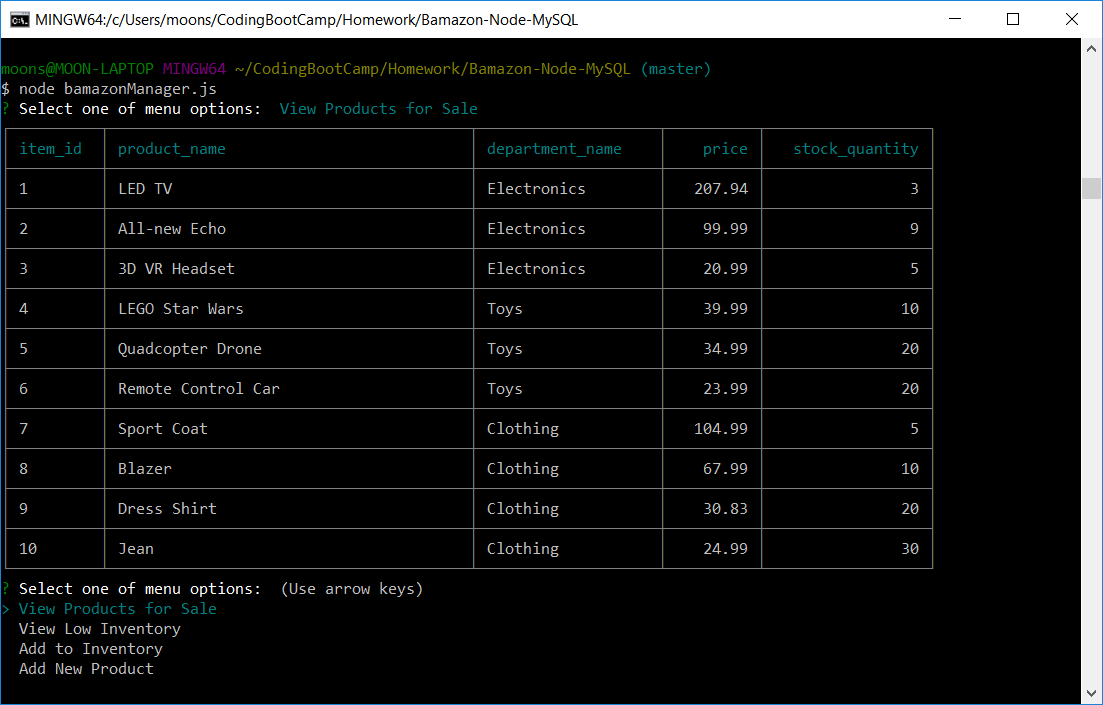 MINGW64:/c/Users/moons/CodingBootCamp/Homework/Bamazon-Node-MySQL
moons@MOON-LAPTOP MINGW64 ~/CodingBootCamp/Homework/Bamazon-Node-MySQL (master)
$ node bamazonManager.js
? Select one of menu options: View Products for Sale
item_id product_name department_name price stock_quantity
1 LED TV Electronics 207.94 3
2 All-new Echo Electronics 99.99 9
3 3D VR Headset Electronics 20.99 5
4 LEGO Star Wars Toys 39.99 10
5 Quadcopter Drone Toys 34.99 20
6 Remote Control Car Toys 23.99 20
7 Sport Coat Clothing 104.99 5
8 Blazer Clothing 67.99 10
9 Dress Shirt Clothing 30.83 20
10 Jean Clothing 24.99 30
? Select one of menu options: (Use arrow keys)
> View Products for Sale
View Low Inventory
Add to Inventory
Add New Product